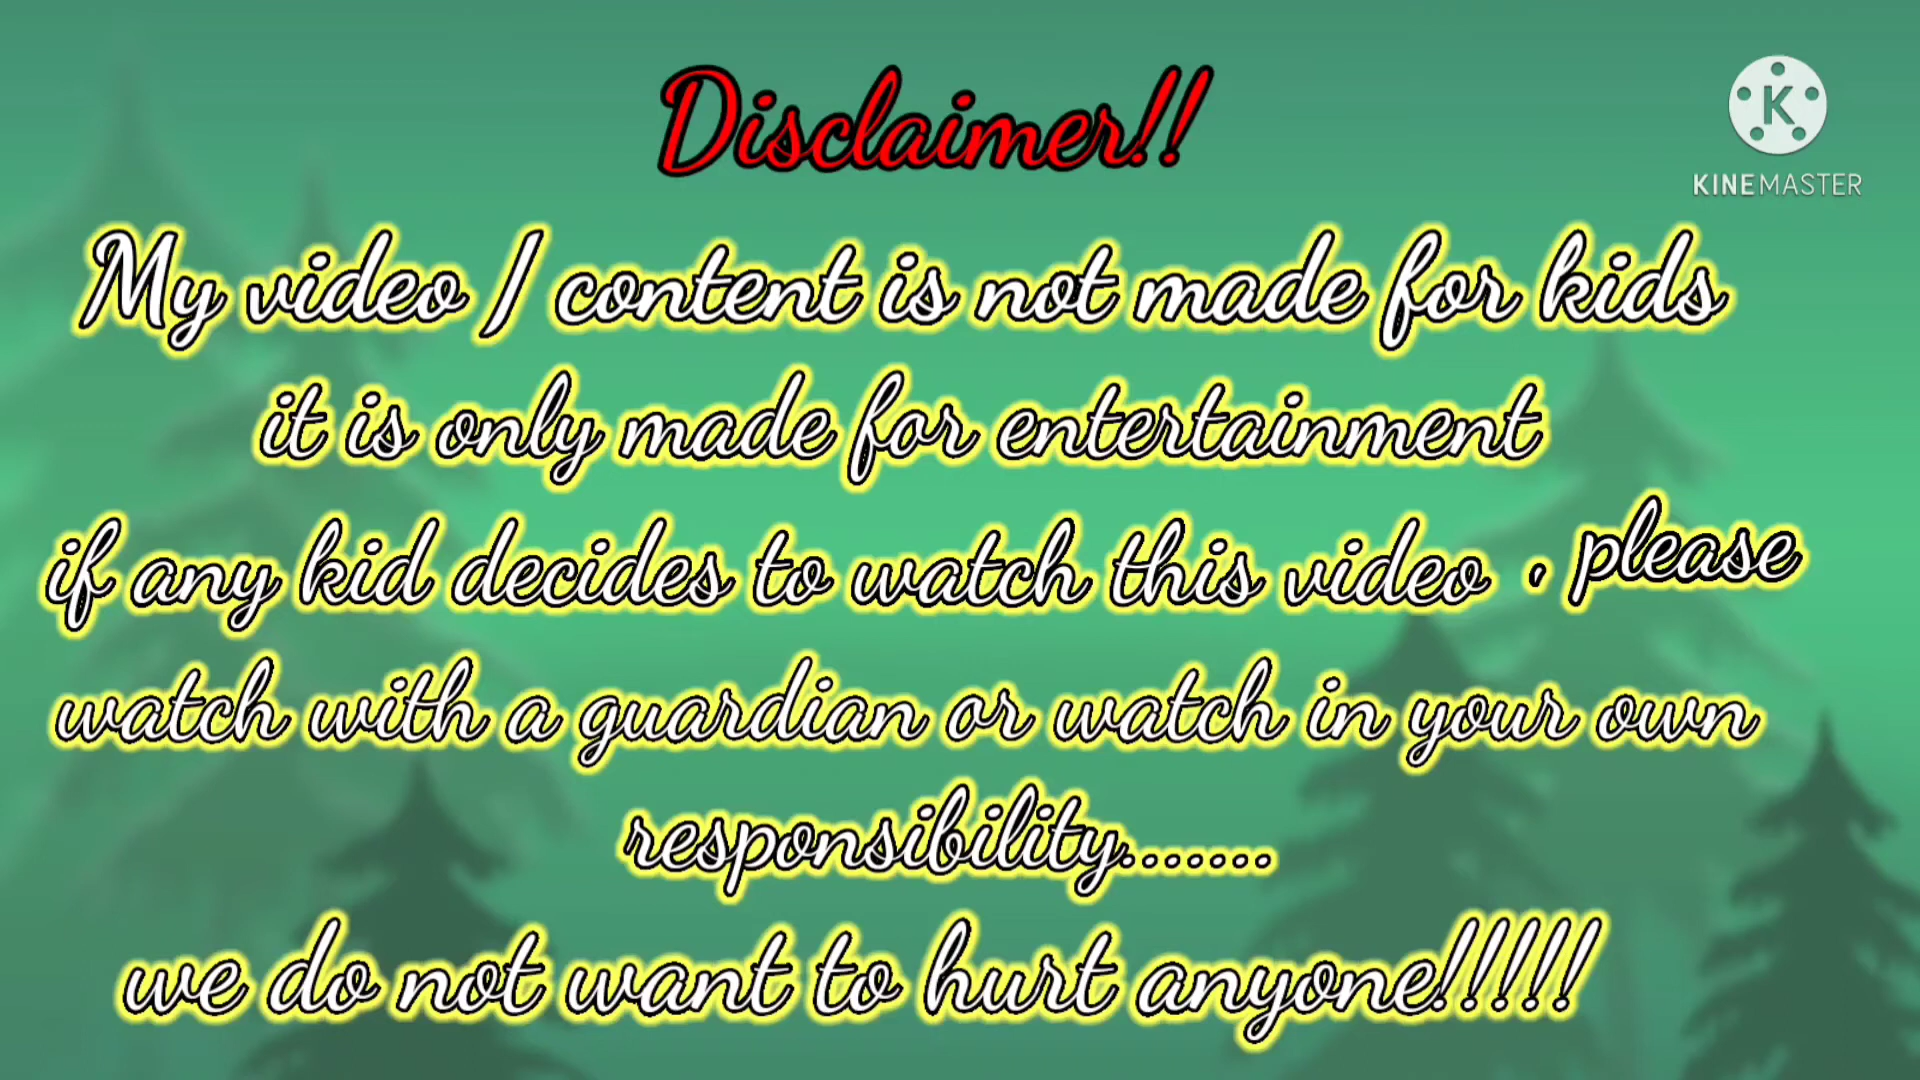 Disclaimer!!
K
KINEMASTER
My video / content is not made for kids
it is only made for entertainment
if any kid decides to watch this video , please
watch with a guardian or watch in your own
responsibility.......
we do not want to hurt anyone!!!!!